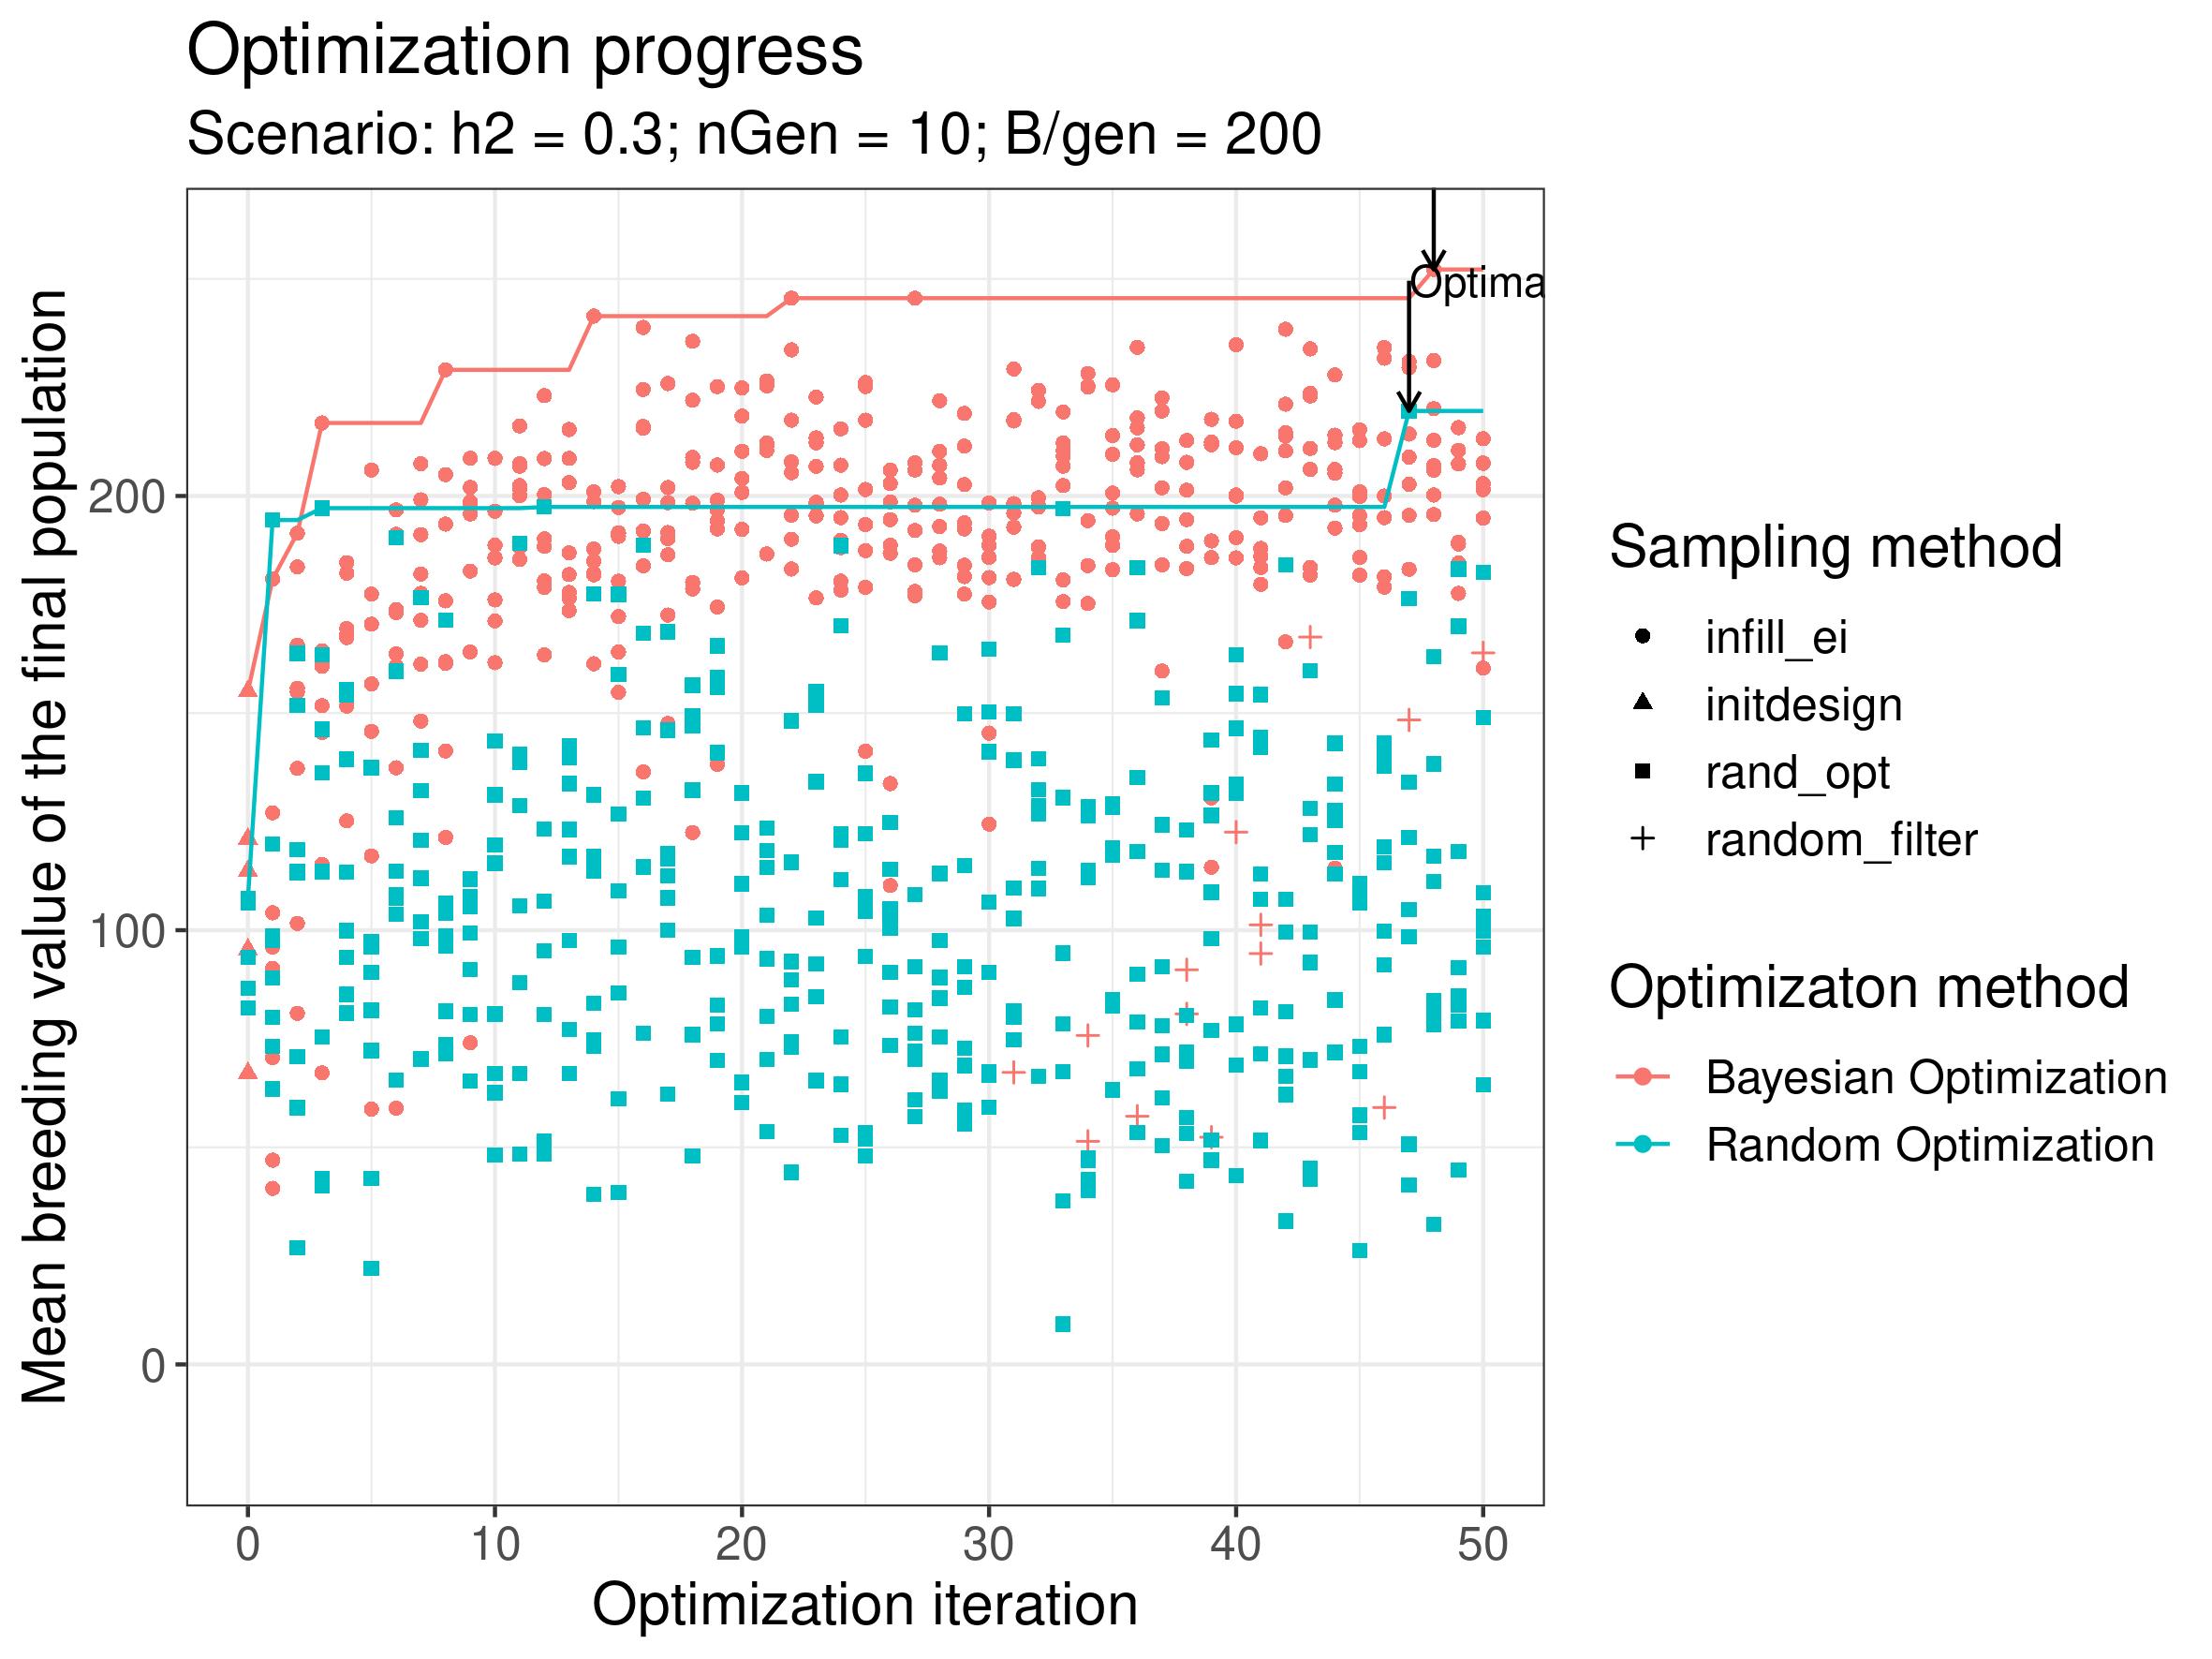 Optimization progress
Scenario: h2 = 0.3; nGen = 10; B/gen = 200
Mean breeding value of the final population
200
100
0
Optima
0 10 20 30 40 50
Optimization iteration
Sampling method
infill_ei
initdesign
rand_opt
random_filter
Optimizaton method
Bayesian Optimization
Random Optimization